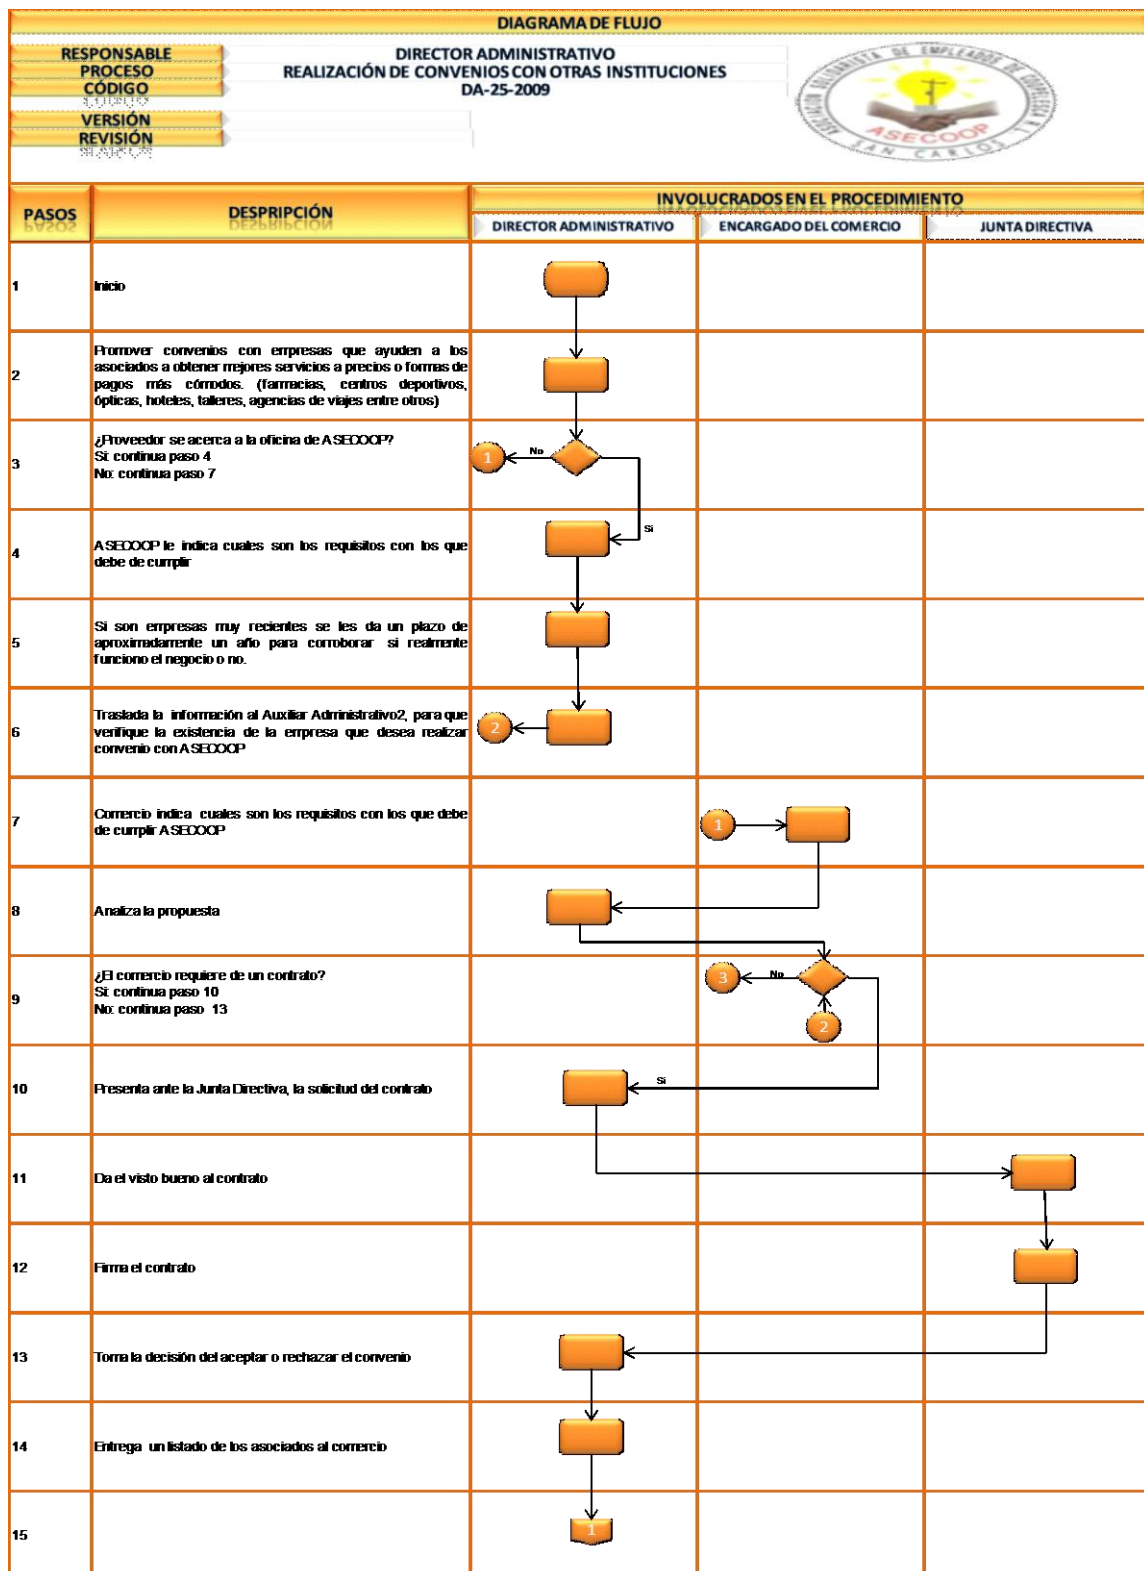 DIAGRAMA DE FLUJO
RESPONSABLE
DIRECTOR ADMINISTRATIVO
PROCESO
REALIZACIÓN DE CONVENIOS CON OTRAS INSTITUCIONES
CÓDIGO
DA-25-2009
VERSIÓN
REVISIÓN
ASOCIACIÓN SOLIDARISTA DE EMPLEADOS DE COOPELESCA R.L.
ASECOOP
SAN CARLOS
PASOS
DESPRIPCIÓN
INVOLUCRADOS EN EL PROCEDIMIENTO
DIRECTOR ADMINISTRATIVO
ENCARGADO DEL COMERCIO
JUNTA DIRECTIVA
1
Inicio
2
Promover convenios con empresas que ayuden a los
asociados a obtener mejores servicios a precios o formas de
pagos más cómodos. (farmacias, centros deportivos,
ópticas, hoteles, talleres, agencias de viajes entre otros)
3
¿Proveedor se acerca a la oficina de ASECOOP?
Si: continua paso 4
No: continua paso 7
1
No
Si
4
ASECOOP le indica cuales son los requisitos con los que
debe de cumplir
5
Si son empresas muy recientes se les da un plazo de
aproximadamente un año para corroborar si realmente
funciono el negocio o no.
6
Traslada la información al Auxiliar Administrativo2, para que
verifique la existencia de la empresa que desea realizar
convenio con ASECOOP
2
7
Comercio indica cuales son los requisitos con los que debe
de cumplir ASECOOP
1
8
Analiza la propuesta
9
¿El comercio requiere de un contrato?
Si: continua paso 10
No: continua paso 13
3
No
2
10
Presenta ante la Junta Directiva, la solicitud del contrato
Si
11
Da el visto bueno al contrato
12
Firma el contrato
13
Toma la decisión del aceptar o rechazar el convenio
14
Entrega un listado de los asociados al comercio
15
1